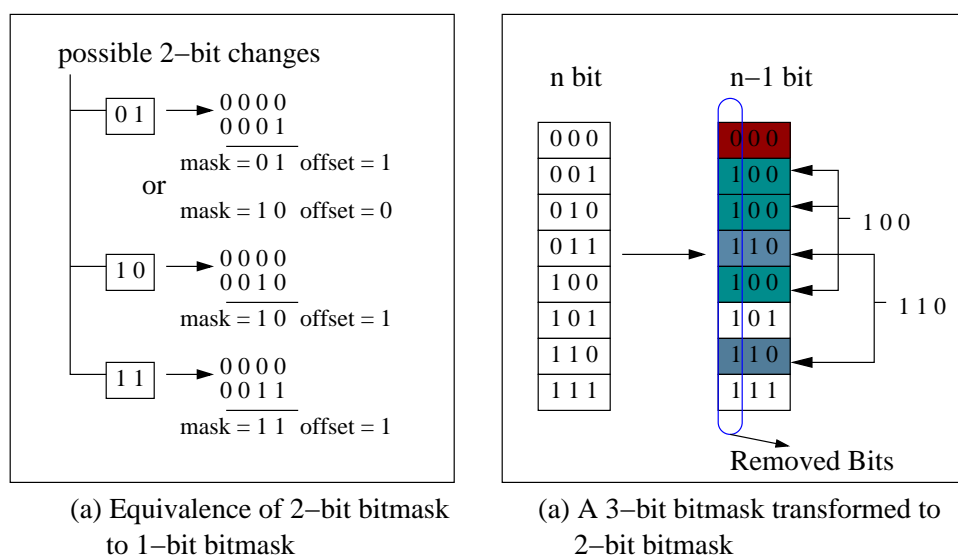 possible 2−bit changes
0 1
0 0 0 0
0 0 0 1
mask = 0 1 offset = 1
or
mask = 1 0 offset = 0
1 0
0 0 0 0
0 0 1 0
mask = 1 0 offset = 1
1 1
0 0 0 0
0 0 1 1
mask = 1 1 offset = 1
(a) Equivalence of 2−bit bitmask
to 1−bit bitmask
n bit
0 0 0
0 0 1
0 1 0
0 1 1
1 0 0
1 0 1
1 1 0
1 1 1
n−1 bit
0 0 0
1 0 0
1 0 0
1 1 0
1 0 0
1 0 1
1 1 0
1 1 1
1 0 0
1 1 0
Removed Bits
(a) A 3−bit bitmask transformed to
2−bit bitmask